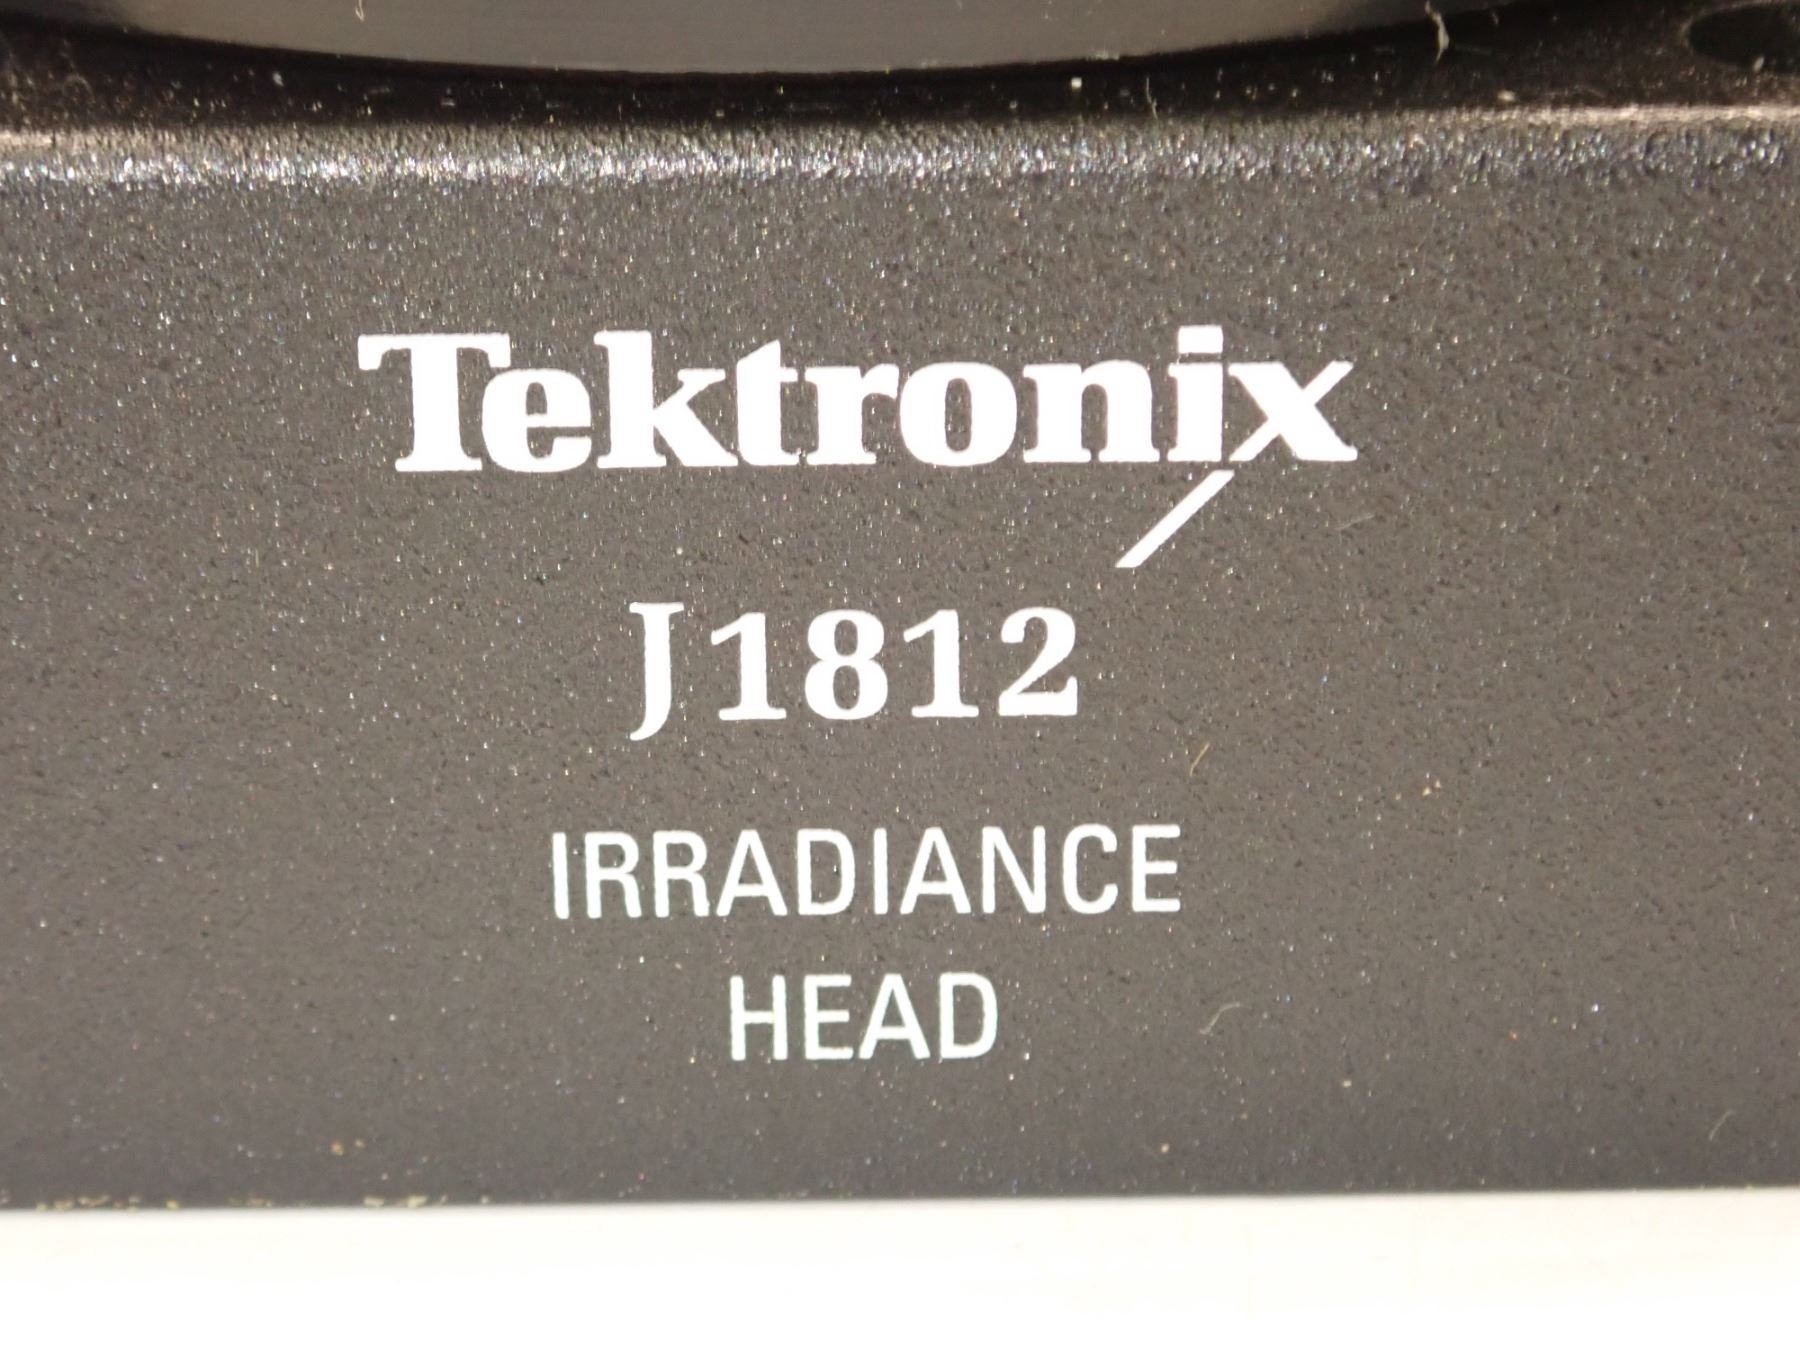 Tektronix
J1812
IRRADIANCE
HEAD